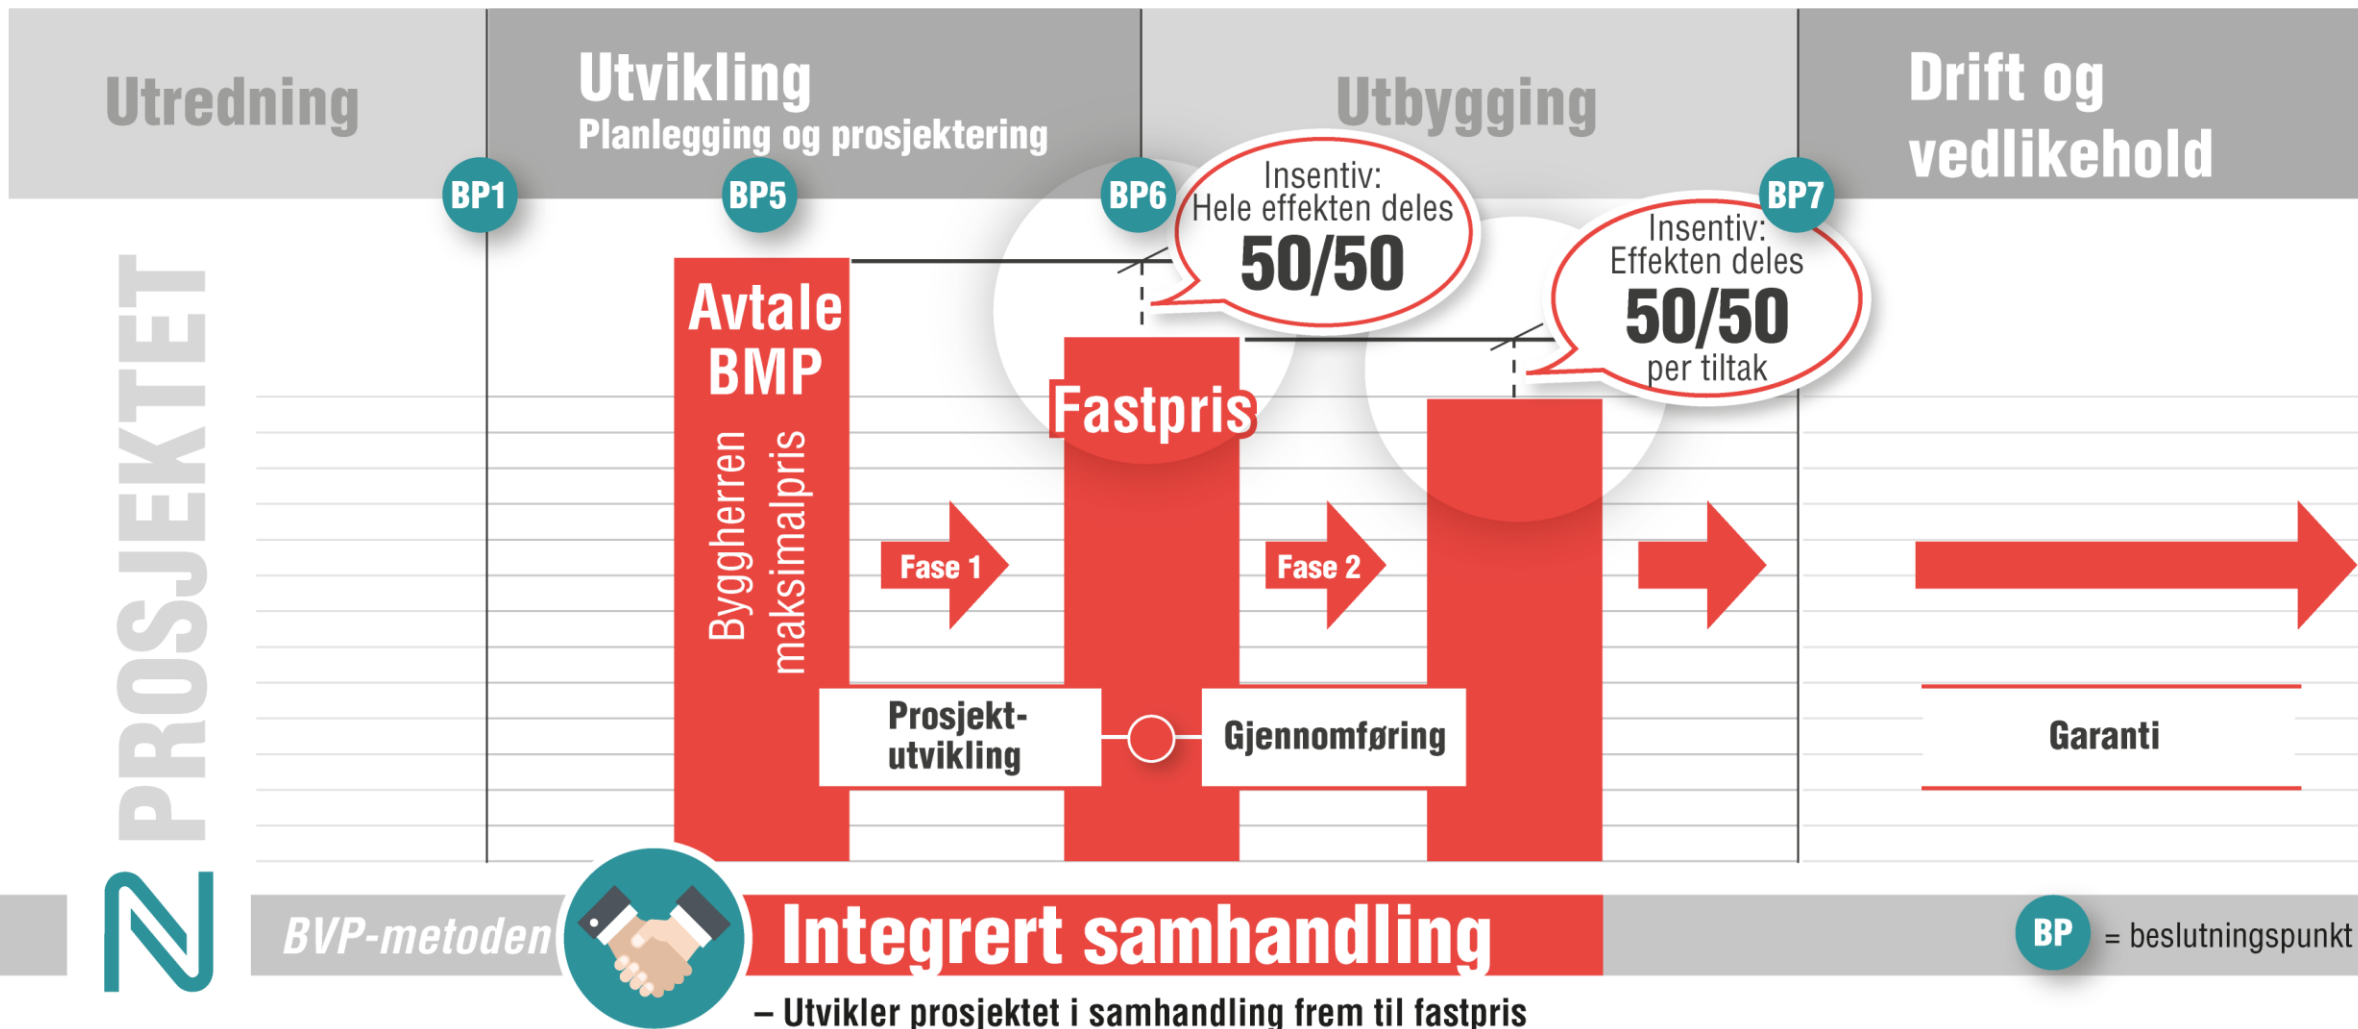 Utredning
Utvikling
Planlegging og prosjektering
Utbygging
Drift og
vedlikehold
BP1
BP5
BP6
BP7
Insentiv:
Hele effekten deles
50/50
Insentiv:
Effekten deles
50/50
per tiltak
PROSJEKTET
Avtale
BMP
Byggherren
maksimalpris
Fastpris
Fase 1
Fase 2
Prosjekt-
utvikling
Gjennomføring
Garanti
BVP-metoden
Integrert samhandling
BP = beslutningspunkt
– Utvikler prosjektet i samhandling frem til fastpris